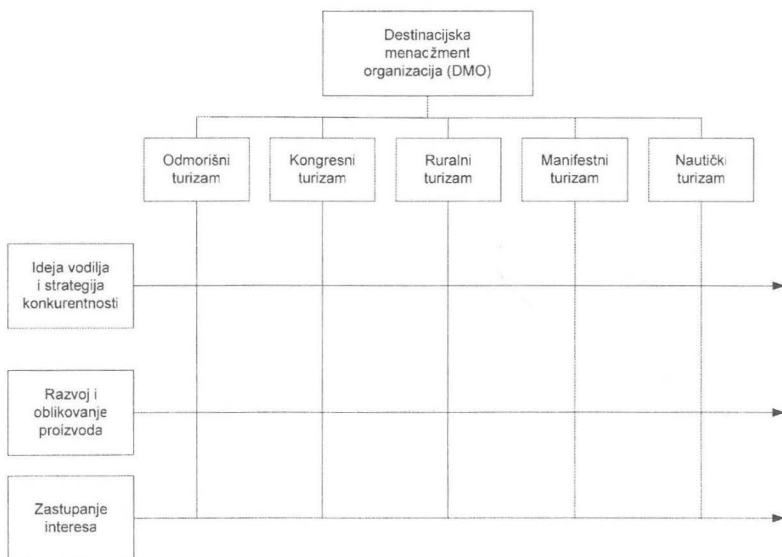 Destinacijska
menadžment
organizacija (DMO)
Odmorišni
turizam
Kongresni
turizam
Ruralni
turizam
Manifestni
turizam
Nautički
turizam
Ideja vodilja
i strategija
konkurentnosti
Razvoj i
oblikovanje
proizvoda
Zastupanje
interesa